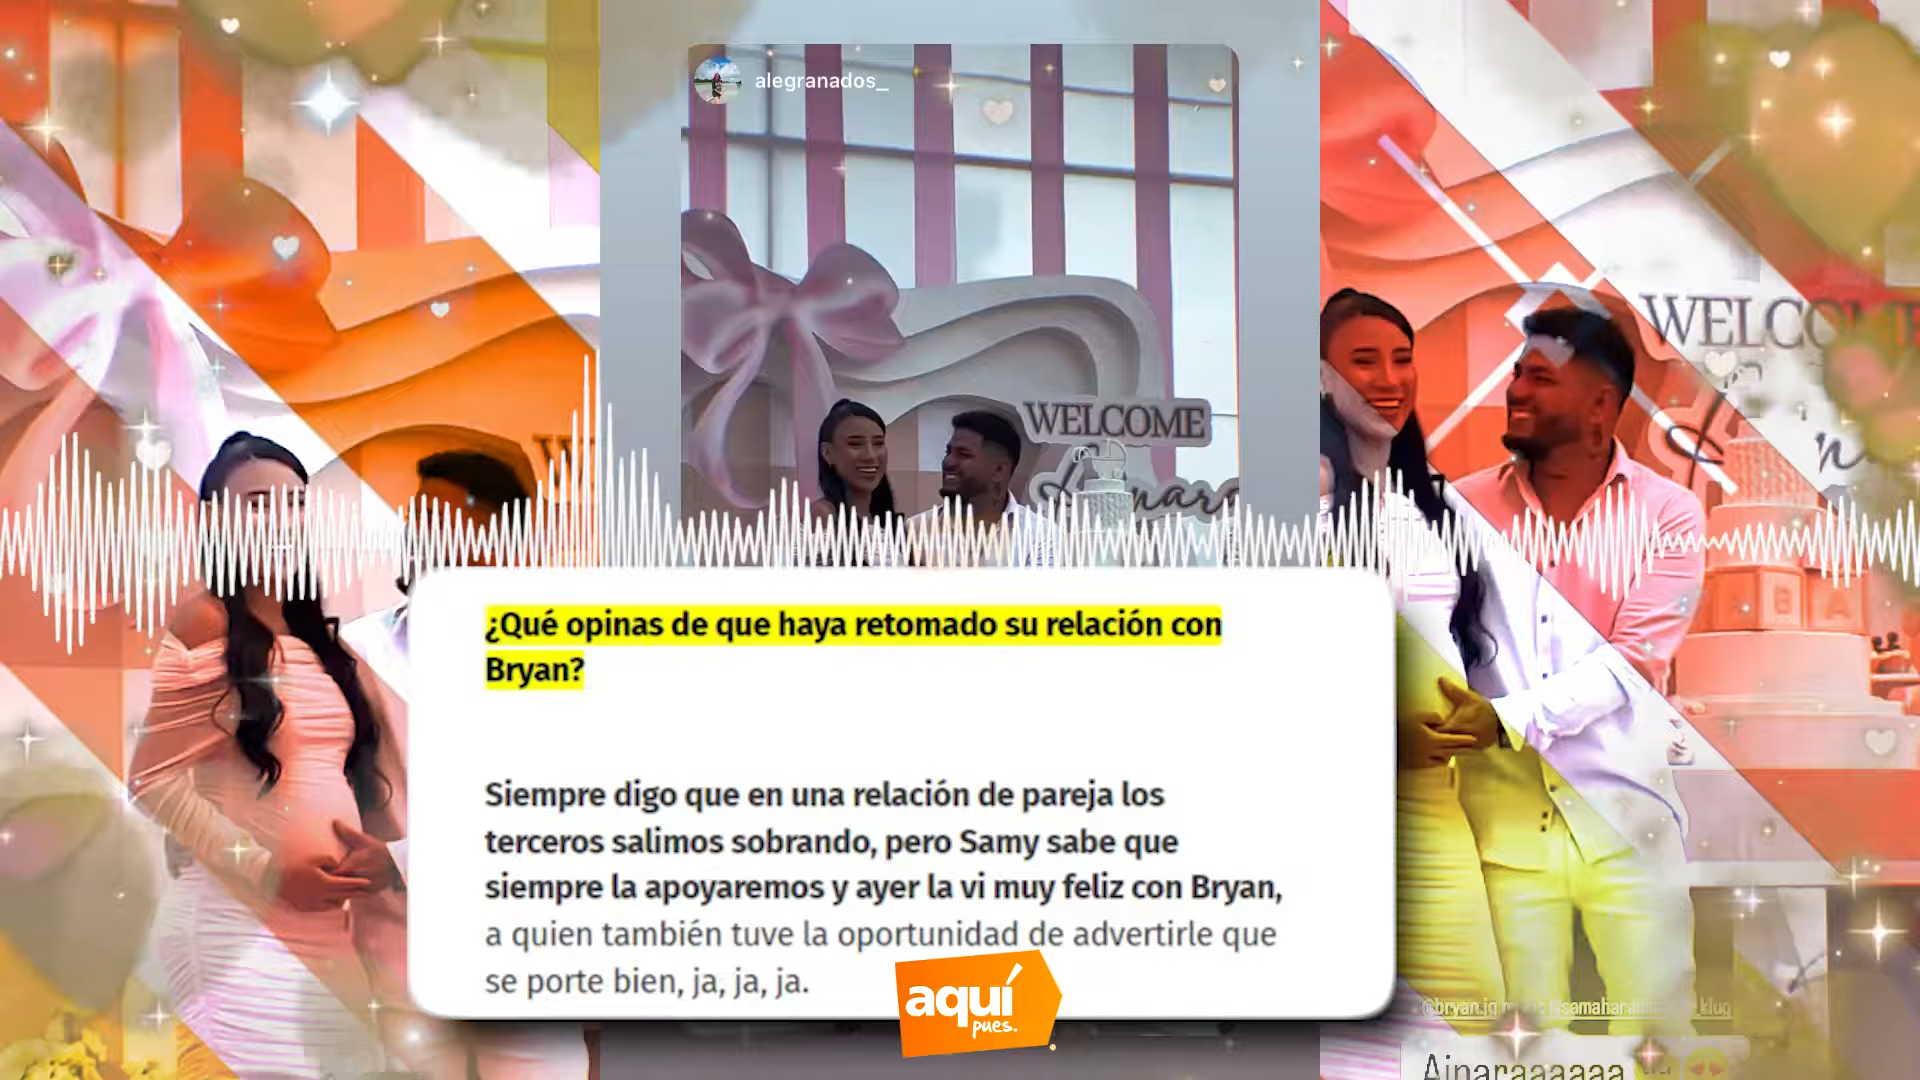 alegranados_
WELCOME
WELCOME
¿Qué opinas de que haya retomado su relación con
Bryan?
Siempre digo que en una relación de pareja los
terceros salimos sobrando, pero Samy sabe que
siempre la apoyaremos y ayer la vi muy feliz con Bryan,
a quien también tuve la oportunidad de advertirle que
se porte bien, ja, ja, ja.
aquí
pues.
B A
Ainaraaaaaa